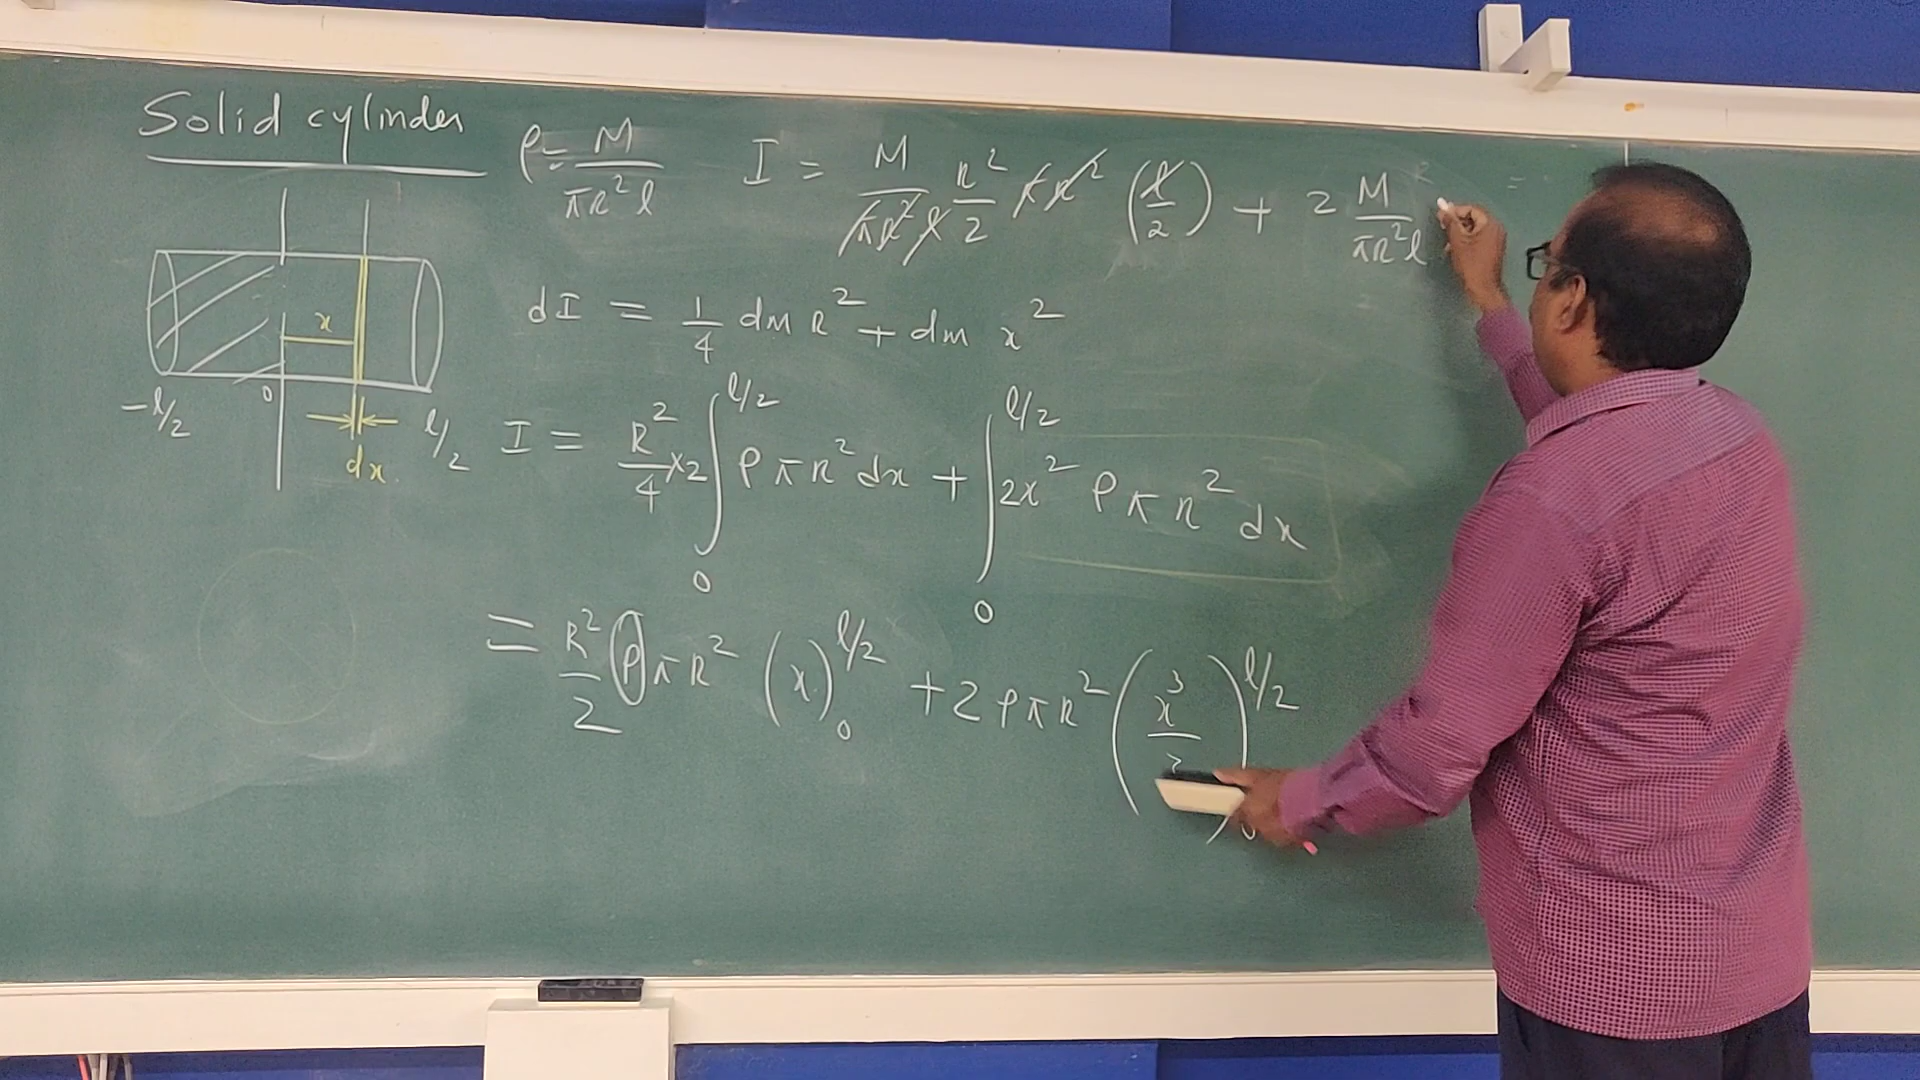 Solid cylinder
ρ = M / πR²l
I = M / πR²l R² / 2 πR² (l / 2) + 2 M / πR²l
x
-l/2 0 l/2
dx.
dI = 1/4 dm R² + dm x²
I = R²/4 ×2 ∫₀^{l/2} ρ π R² dx + ∫₀^{l/2} 2x² ρ π R² dx
= R²/2 ρ π R² (x)₀^{l/2} + 2 ρ π R² (x³/3)₀^{l/2}